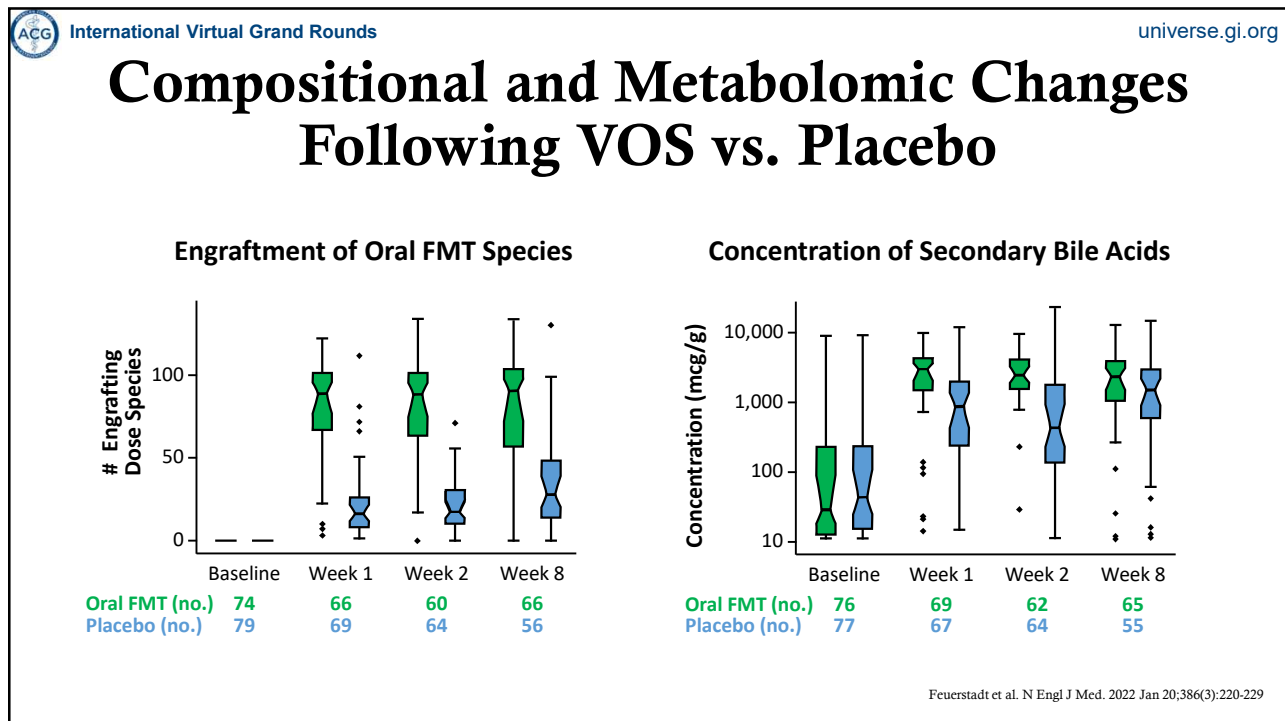 ACG
International Virtual Grand Rounds
universe.gi.org
Compositional and Metabolomic Changes
Following VOS vs. Placebo
Engraftment of Oral FMT Species
# Engrafting
Dose Species
100
50
0
Baseline Week 1 Week 2 Week 8
Oral FMT (no.) 74 66 60 66
Placebo (no.) 79 69 64 56
Concentration of Secondary Bile Acids
Concentration (mcg/g)
10,000
1,000
100
10
Baseline Week 1 Week 2 Week 8
Oral FMT (no.) 76 69 62 65
Placebo (no.) 77 67 64 55
Feuerstadt et al. N Engl J Med. 2022 Jan 20;386(3):220-229